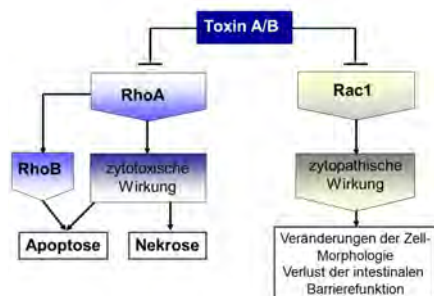 Toxin A/B
RhoA
Rac1
RhoB
zytotoxische
Wirkung
zytopathische
Wirkung
Apoptose
Nekrose
Veränderungen der Zell-
Morphologie
Verlust der intestinalen
Barrierefunktion